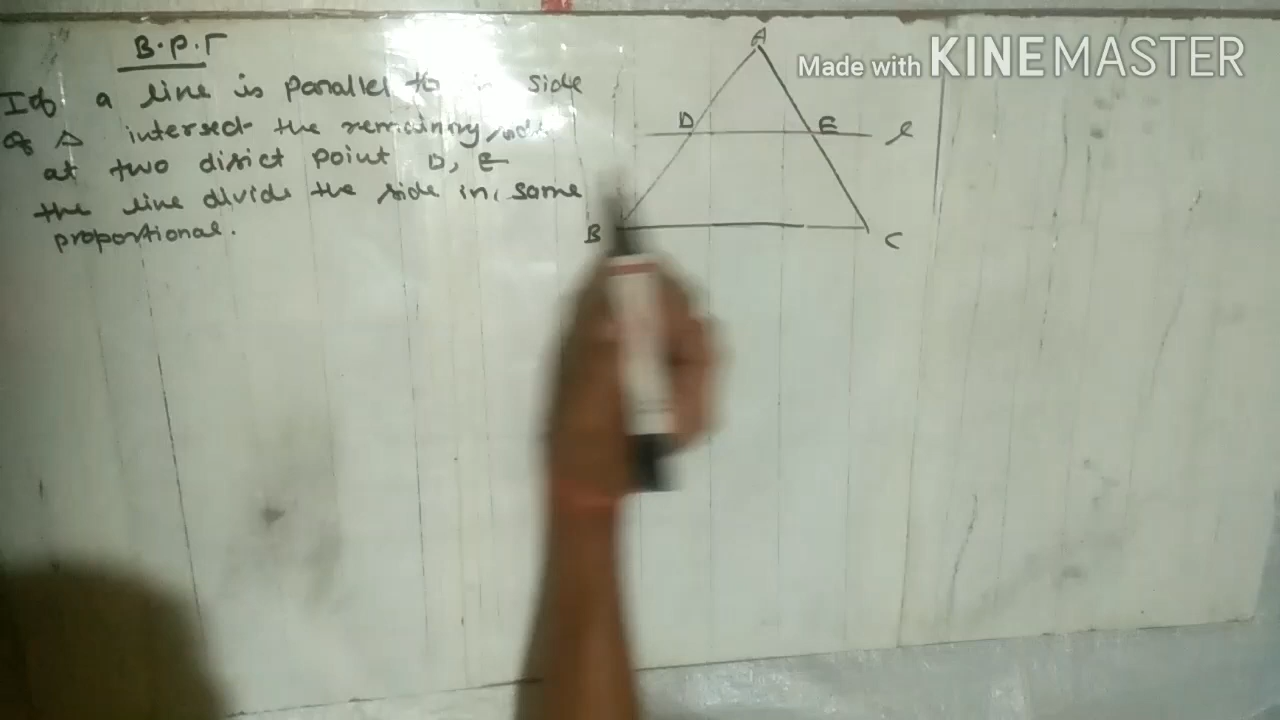 B.P.T
If a line is parallel to side
of Δ intersect the remaining
at two disrict point D, E
the line divide the side in same
proportional.
A
D E l
B C
Made with KINEMASTER